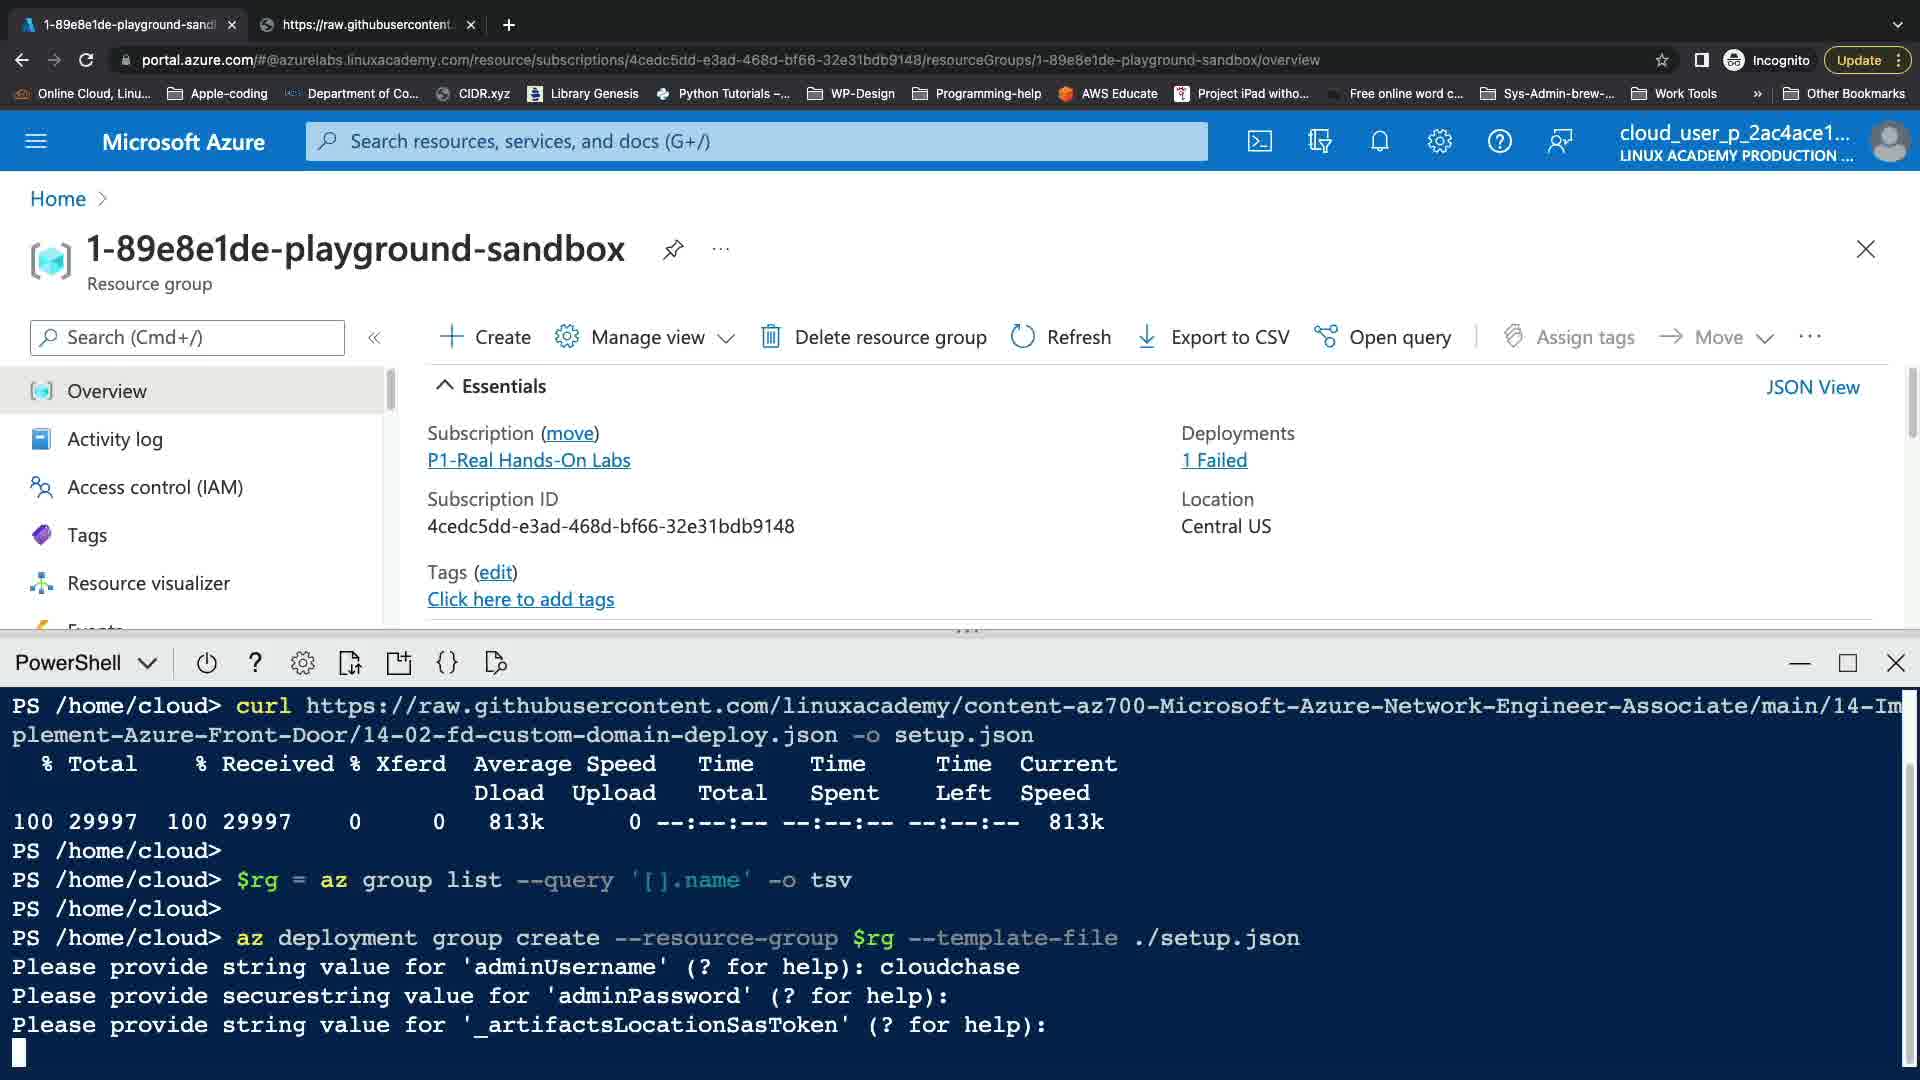 1-89e8e1de-playground-sand
https://raw.githubusercontent.
portal.azure.com/#@azurelabs.linuxacademy.com/resource/subscriptions/4cedc5dd-e3ad-468d-bf66-32e31bdb9148/resourceGroups/1-89e8e1de-playground-sandbox/overview
Incognito
Update
Online Cloud, Linu...
Apple-coding
Department of Co...
CIDR.xyz
Library Genesis
Python Tutorials –...
WP-Design
Programming-help
AWS Educate
Project iPad witho...
Free online word c...
Sys-Admin-brew-...
Work Tools
»
Other Bookmarks
Microsoft Azure
Search resources, services, and docs (G+/)
cloud_user_p_2ac4ace1...
LINUX ACADEMY PRODUCTION ...
Home >
1-89e8e1de-playground-sandbox
...
Resource group
Search (Cmd+/)
«
Create
Manage view
Delete resource group
Refresh
Export to CSV
Open query
Assign tags
Move
...
Overview
Activity log
Access control (IAM)
Tags
Resource visualizer
Events
Essentials
JSON View
Subscription (move)
P1-Real Hands-On Labs
Subscription ID
4cedc5dd-e3ad-468d-bf66-32e31bdb9148
Deployments
1 Failed
Location
Central US
Tags (edit)
Click here to add tags
PowerShell
?
{}
PS /home/cloud> curl https://raw.githubusercontent.com/linuxacademy/content-az700-Microsoft-Azure-Network-Engineer-Associate/main/14-Im
plement-Azure-Front-Door/14-02-fd-custom-domain-deploy.json -o setup.json
% Total % Received % Xferd Average Speed Time Time Time Current
Dload Upload Total Spent Left Speed
100 29997 100 29997 0 0 813k 0 --:--:-- --:--:-- --:--:-- 813k
PS /home/cloud>
PS /home/cloud> $rg = az group list --query '[].name' -o tsv
PS /home/cloud>
PS /home/cloud> az deployment group create --resource-group $rg --template-file ./setup.json
Please provide string value for 'adminUsername' (? for help): cloudchase
Please provide securestring value for 'adminPassword' (? for help):
Please provide string value for '_artifactsLocationSasToken' (? for help):